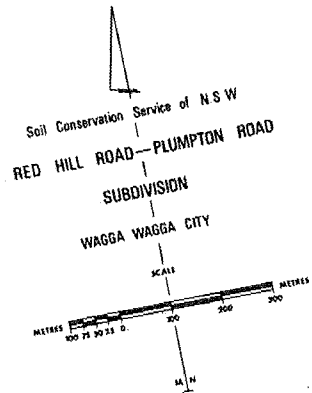 Soil Conservation Service of N.S.W
RED HILL ROAD—PLUMPTON ROAD
SUBDIVISION
WAGGA WAGGA CITY
SCALE
METRES 100 75 50 25 0. 100 200 300 METRES
M N